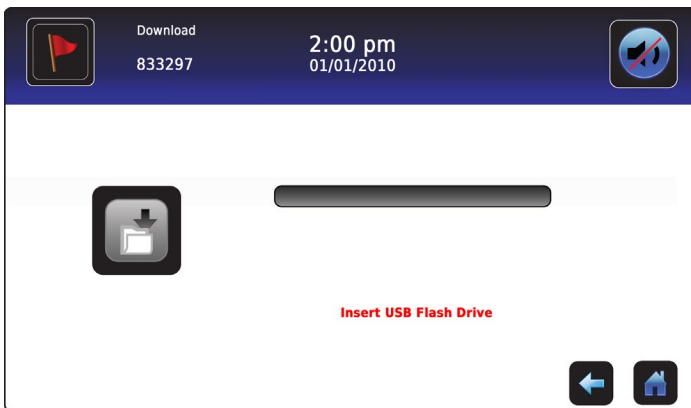 Download
833297
2:00 pm
01/01/2010
Insert USB Flash Drive